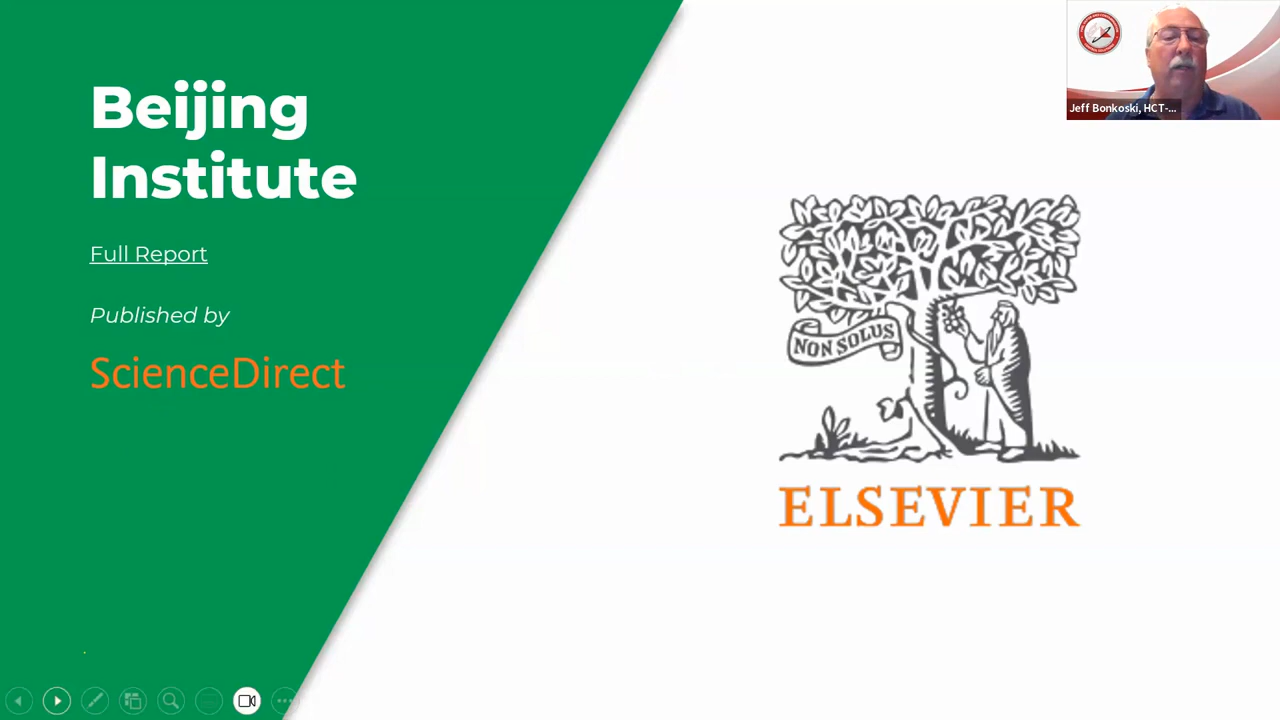 Beijing
Institute
Full Report
Published by
ScienceDirect
NON SOLUS
ELSEVIER
Jeff Bonkoski, HCT-...